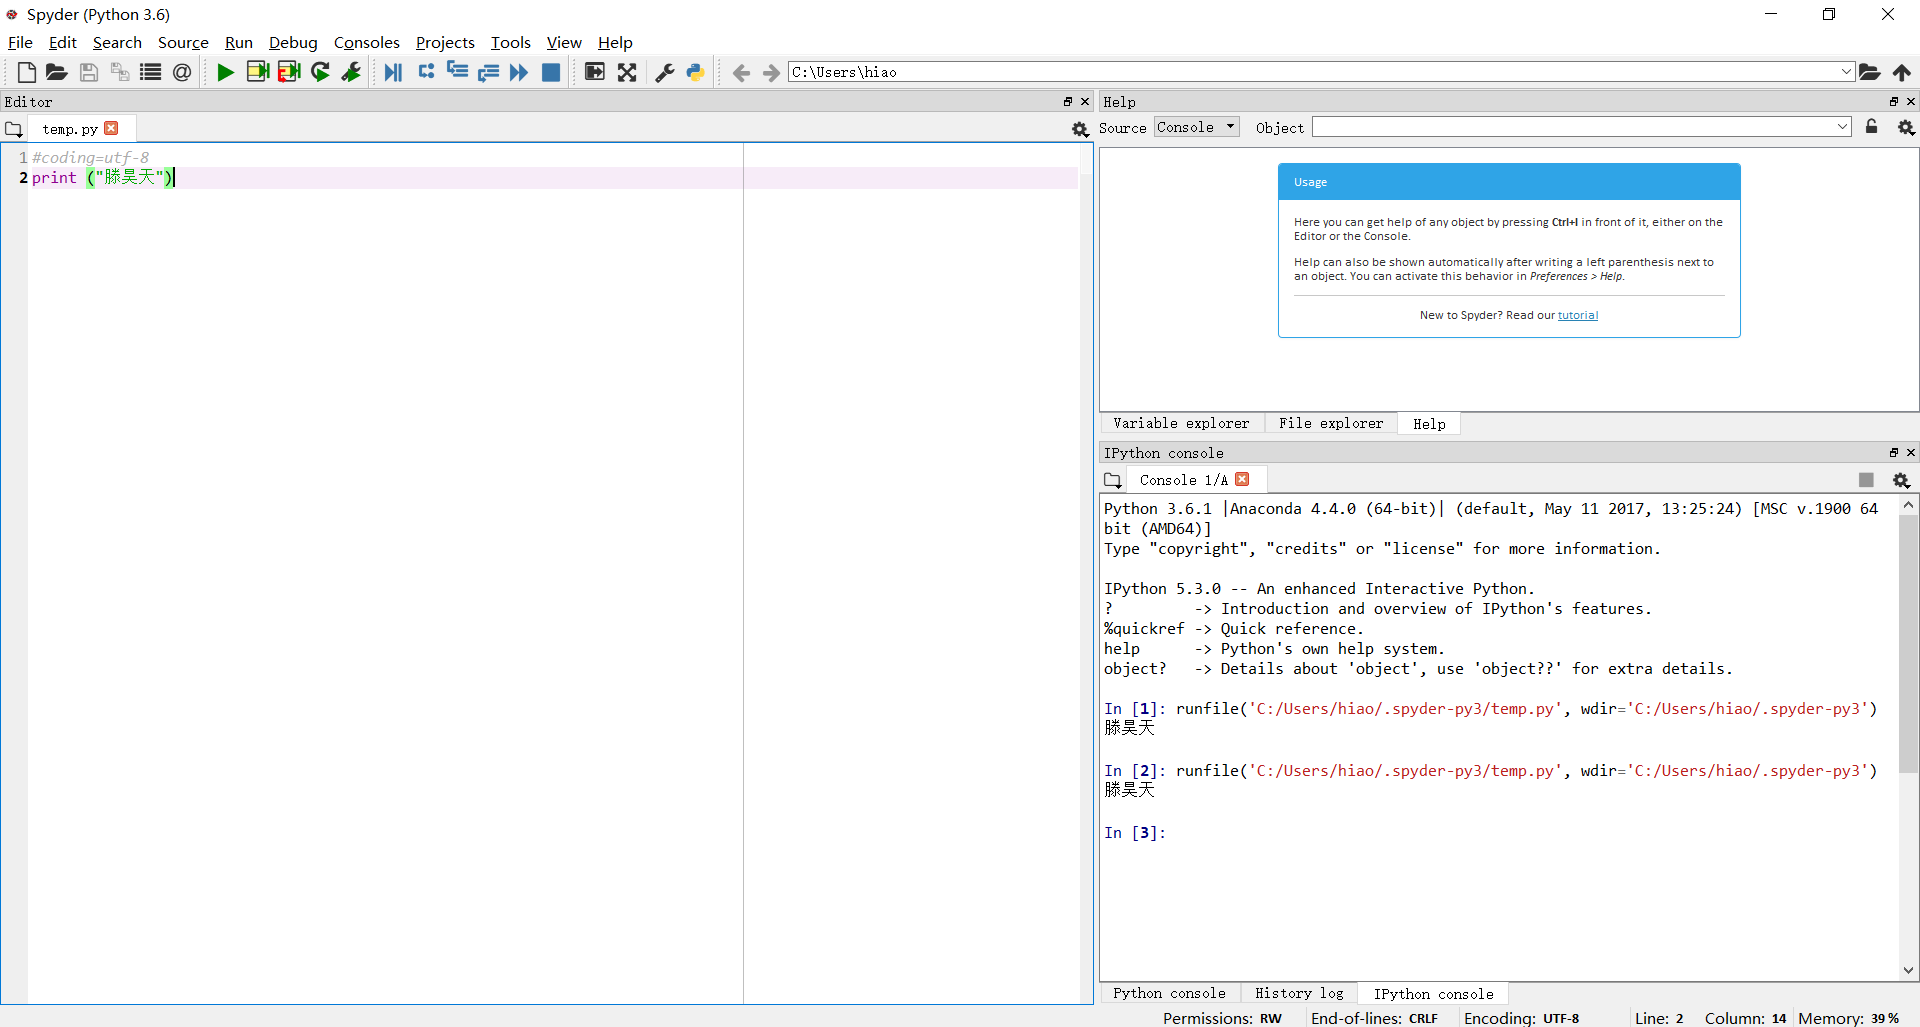 Spyder (Python 3.6)
File Edit Search Source Run Debug Consoles Projects Tools View Help
C:\Users\hiao
Editor
temp.py
1 #coding=utf-8
2 print ("滕昊天")
Help
Source Console Object
Usage
Here you can get help of any object by pressing Ctrl+I in front of it, either on the
Editor or the Console.
Help can also be shown automatically after writing a left parenthesis next to
an object. You can activate this behavior in Preferences > Help.
New to Spyder? Read our tutorial
Variable explorer File explorer Help
IPython console
Console 1/A
Python 3.6.1 |Anaconda 4.4.0 (64-bit)| (default, May 11 2017, 13:25:24) [MSC v.1900 64
bit (AMD64)]
Type "copyright", "credits" or "license" for more information.
IPython 5.3.0 -- An enhanced Interactive Python.
? -> Introduction and overview of IPython's features.
%quickref -> Quick reference.
help -> Python's own help system.
object? -> Details about 'object', use 'object??' for extra details.
In [1]: runfile('C:/Users/hiao/.spyder-py3/temp.py', wdir='C:/Users/hiao/.spyder-py3')
滕昊天
In [2]: runfile('C:/Users/hiao/.spyder-py3/temp.py', wdir='C:/Users/hiao/.spyder-py3')
滕昊天
In [3]:
Python console History log IPython console
Permissions: RW End-of-lines: CRLF Encoding: UTF-8 Line: 2 Column: 14 Memory: 39 %